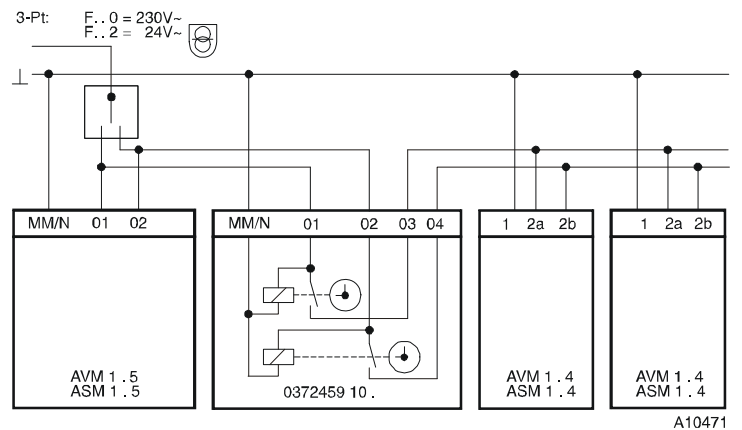 3-Pt: F..0 = 230V~
F..2 = 24V~
⊥
MM/N 01 02
MM/N 01 02 03 04
1 2a 2b
1 2a 2b
AVM 1 . 5
ASM 1 . 5
0372459 10 .
AVM 1 . 4
ASM 1 . 4
AVM 1 . 4
ASM 1 . 4
A10471